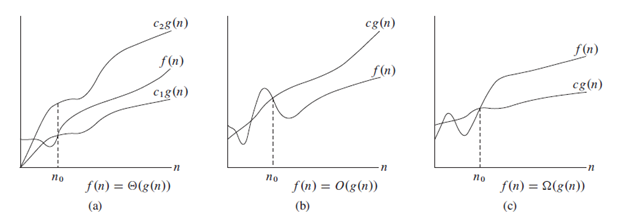 c₂g(n)
f(n)
c₁g(n)
n
n₀
f(n) = Θ(g(n))
(a)
cg(n)
f(n)
n
n₀
f(n) = O(g(n))
(b)
f(n)
cg(n)
n
n₀
f(n) = Ω(g(n))
(c)